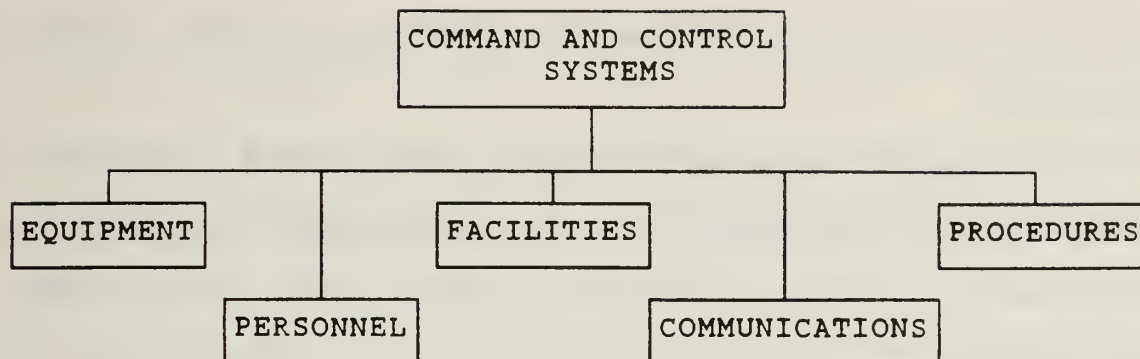 COMMAND AND CONTROL
SYSTEMS
EQUIPMENT
FACILITIES
PROCEDURES
PERSONNEL
COMMUNICATIONS